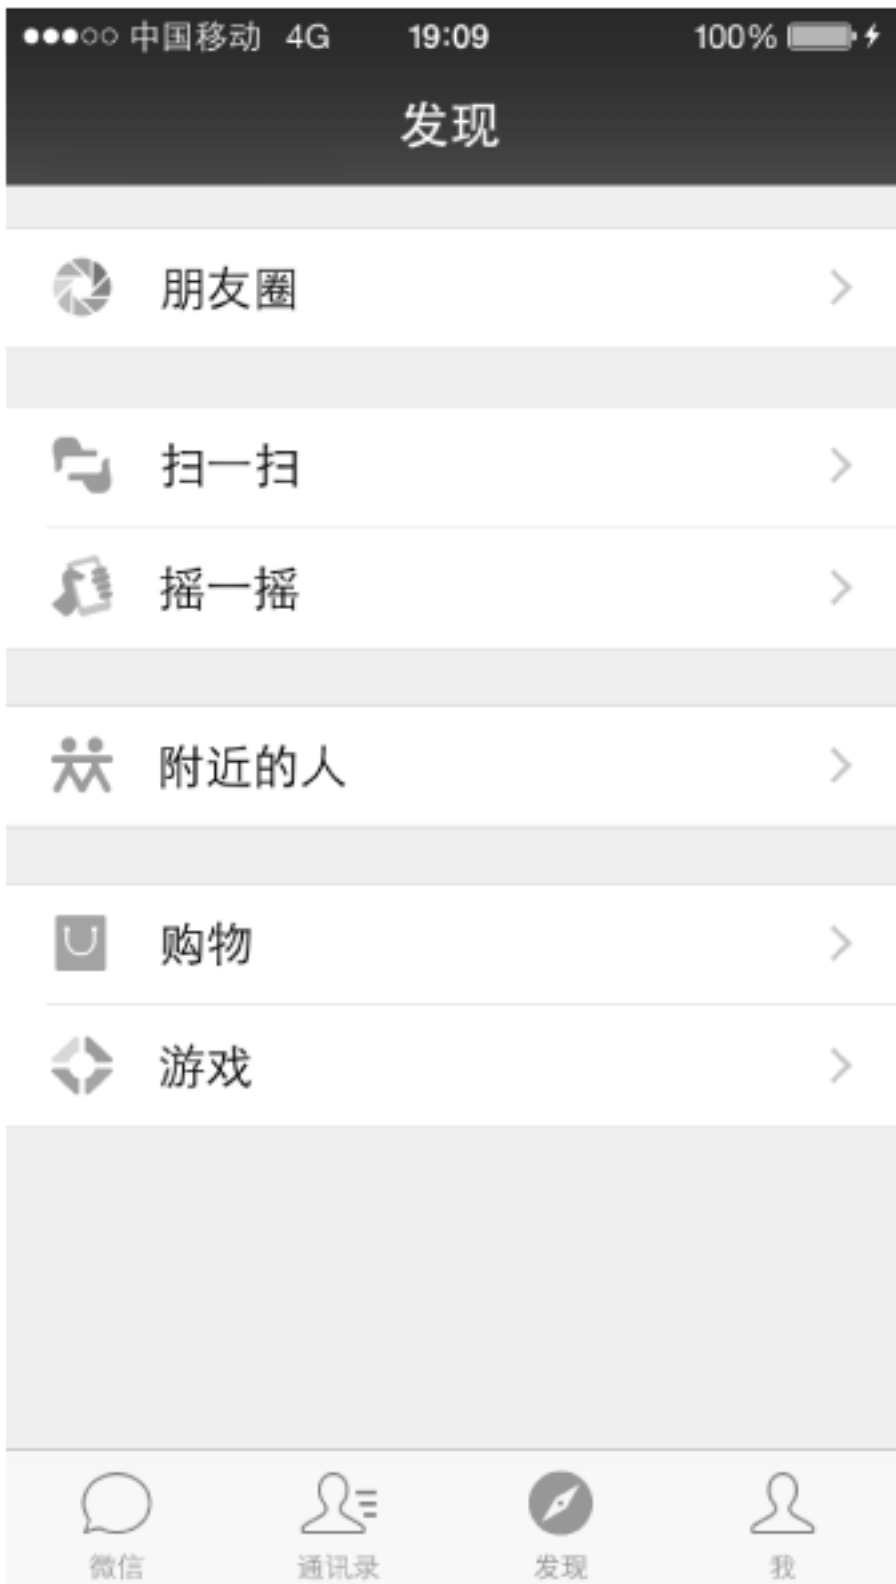 中国移动 4G 19:09 100%
发现
朋友圈
扫一扫
摇一摇
附近的人
购物
游戏
微信 通讯录 发现 我